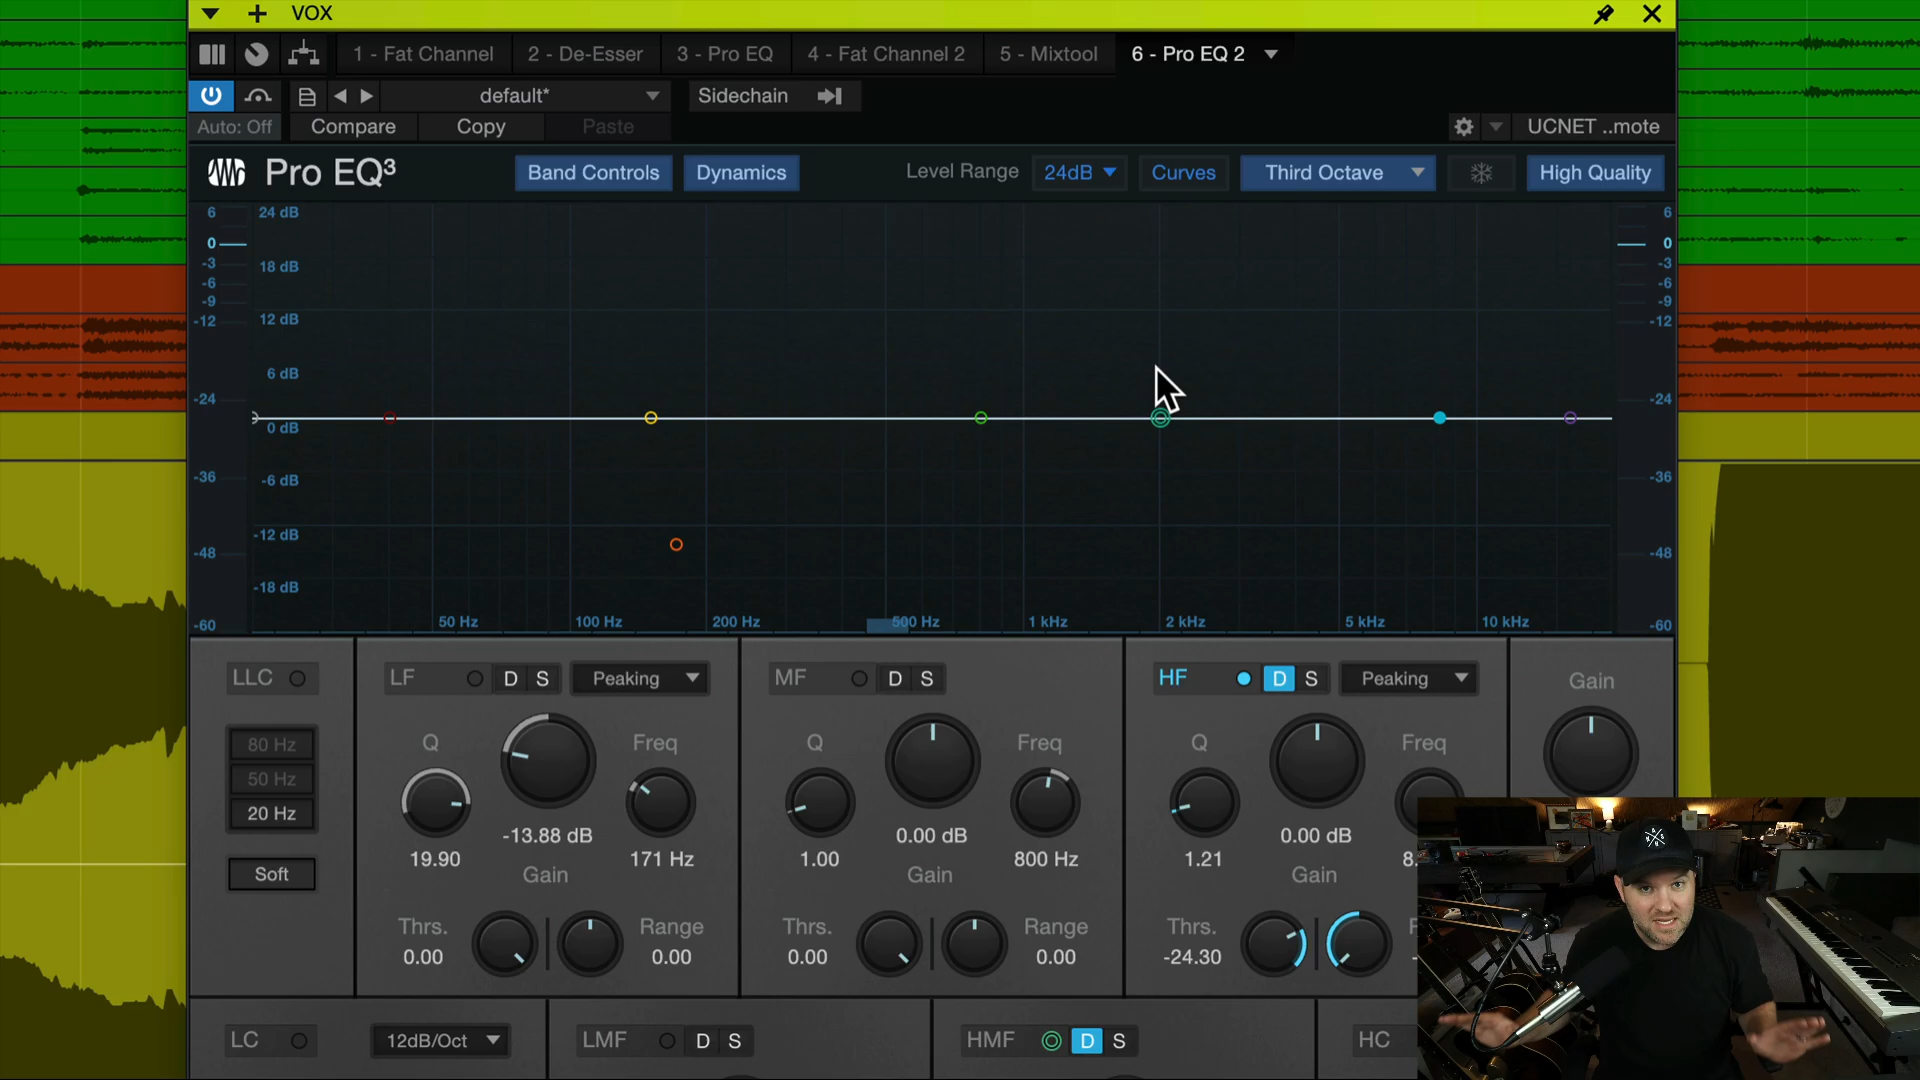 VOX
1 - Fat Channel 2 - De-Esser 3 - Pro EQ 4 - Fat Channel 2 5 - Mixtool 6 - Pro EQ 2
default* Sidechain
Auto: Off Compare Copy Paste UCNET ..mote
Pro EQ³ Band Controls Dynamics Level Range 24dB Curves Third Octave High Quality
6 24 dB 6
0 0
-3 18 dB -3
-6 -6
-9 -9
-12 12 dB -12
6 dB
-24 -24
0 dB
-36 -6 dB -36
-12 dB
-48 -48
-18 dB
-60 50 Hz 100 Hz 200 Hz 500 Hz 1 kHz 2 kHz 5 kHz 10 kHz -60
LLC LF D S Peaking MF D S HF D S Peaking Gain
80 Hz Q Freq Q Freq Q Freq
50 Hz
20 Hz
-13.88 dB 0.00 dB 0.00 dB
19.90 171 Hz 1.00 800 Hz 1.21 8.
Soft Gain Gain Gain
Thrs. Range Thrs. Range Thrs.
0.00 0.00 0.00 0.00 -24.30
LC 12dB/Oct LMF D S HMF D S HC